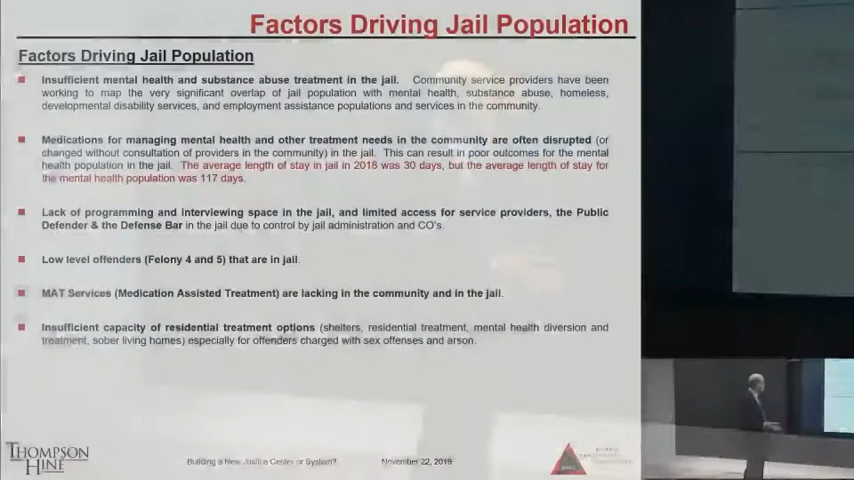 Factors Driving Jail Population
Factors Driving Jail Population
Insufficient mental health and substance abuse treatment in the jail. Community service providers have been
working to map the very significant overlap of jail population with mental health, substance abuse, homeless,
developmental disability services, and employment assistance populations and services in the community.
Medications for managing mental health and other treatment needs in the community are often disrupted (or
changed without consultation of providers in the community) in the jail. This can result in poor outcomes for the mental
health population in the jail. The average length of stay in jail in 2018 was 30 days, but the average length of stay for
the mental health population was 117 days.
Lack of programming and interviewing space in the jail, and limited access for service providers, the Public
Defender & the Defense Bar in the jail due to control by jail administration and CO's.
Low level offenders (Felony 4 and 5) that are in jail.
MAT Services (Medication Assisted Treatment) are lacking in the community and in the jail.
Insufficient capacity of residential treatment options (shelters, residential treatment, mental health diversion and
treatment, sober living homes) especially for offenders charged with sex offenses and arson.
THOMPSON
HINE
Building a New Justice Center or System? November 22, 2019